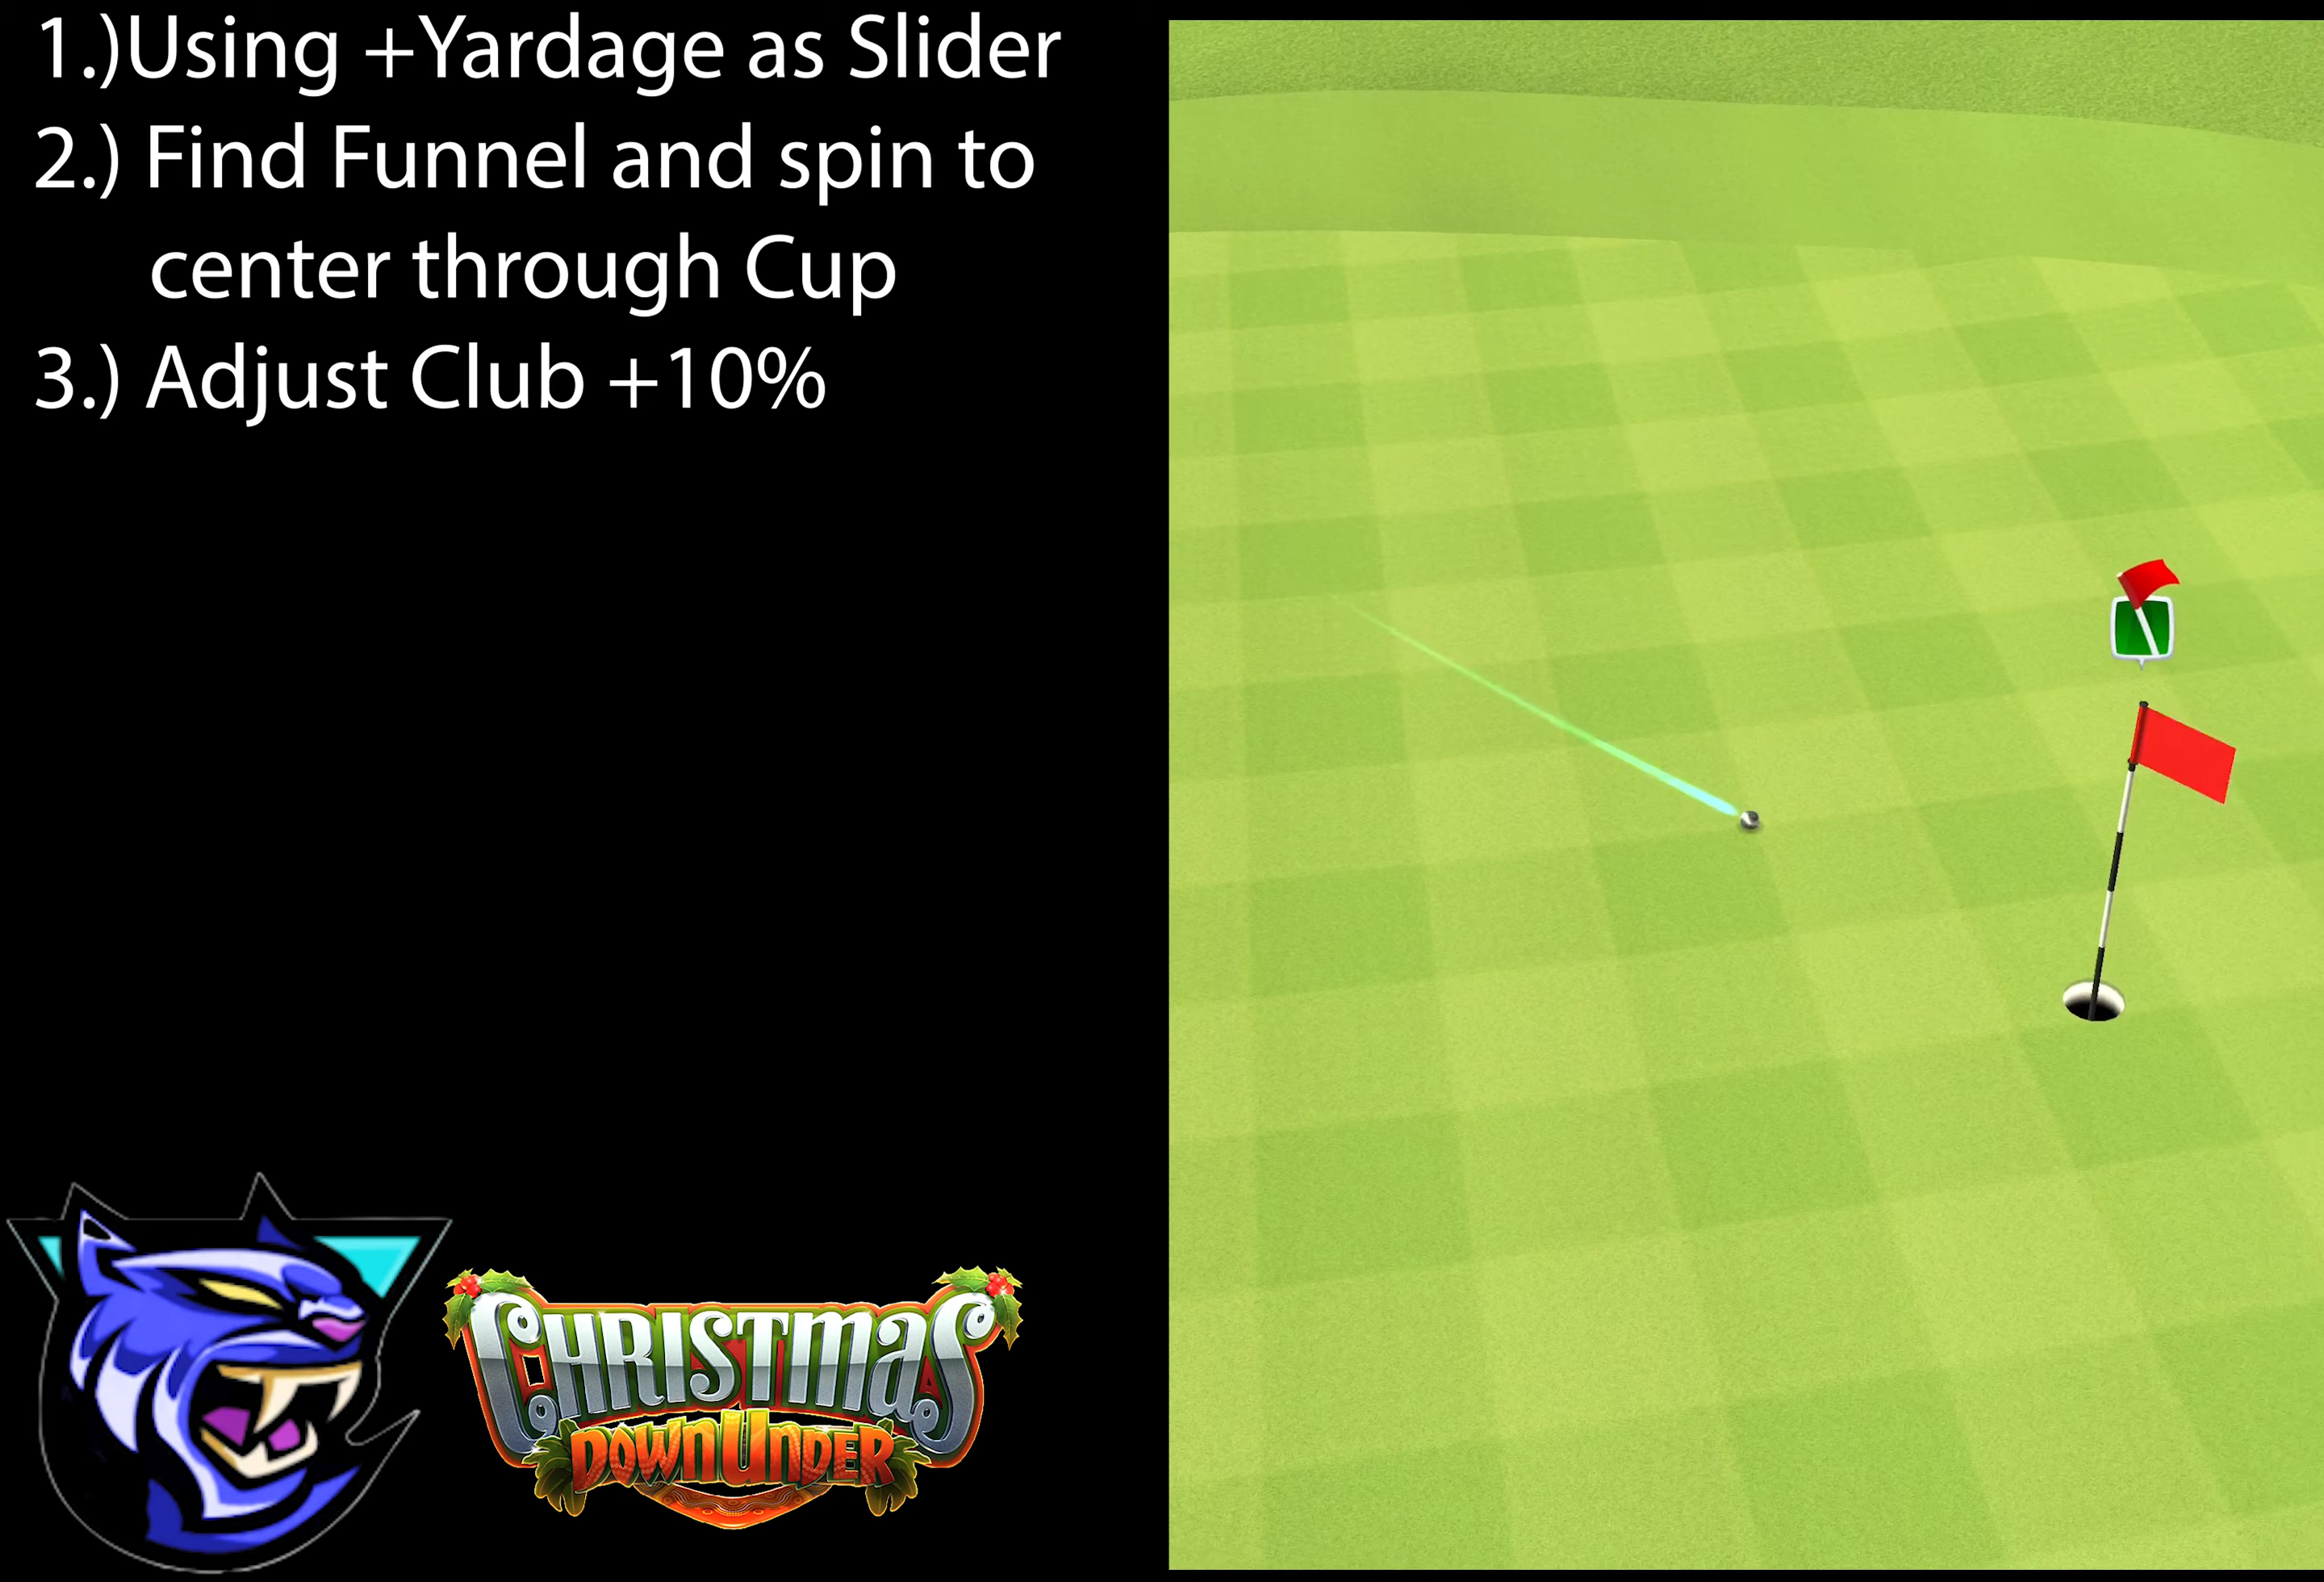 1.)Using +Yardage as Slider
2.) Find Funnel and spin to
center through Cup
3.) Adjust Club +10%
CHRISTMAS
DOWN UNDER